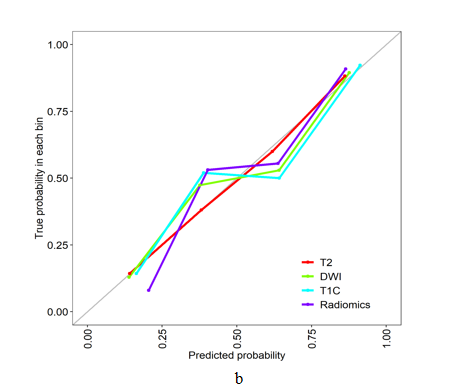 1.00
0.75
0.50
0.25
0.00
True probability in each bin
T2
DWI
T1C
Radiomics
0.00
0.25
0.50
0.75
1.00
Predicted probability
b